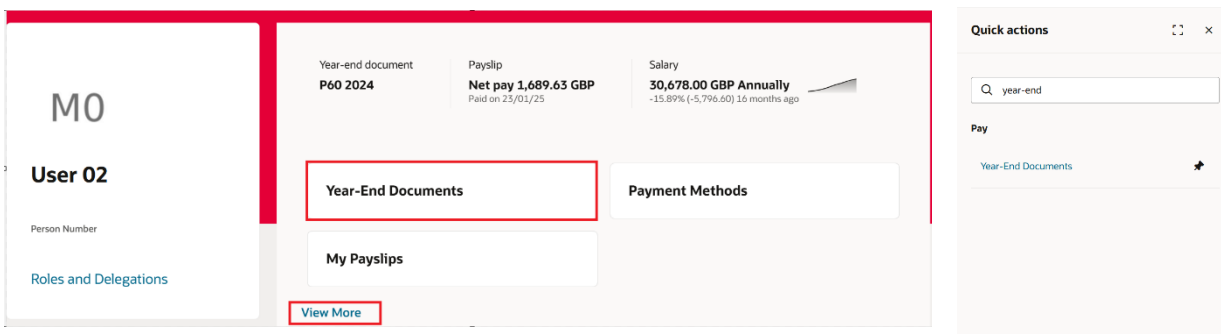 M0
User 02
Person Number
Roles and Delegations
Year-end document
P60 2024
Payslip
Net pay 1,689.63 GBP
Paid on 23/01/25
Salary
30,678.00 GBP Annually
-15.89% (-5,796.60) 16 months ago
Year-End Documents
Payment Methods
My Payslips
View More
Quick actions
year-end
Pay
Year-End Documents